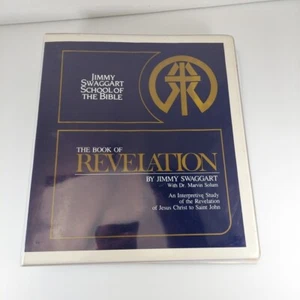 JIMMY
SWAGGART
SCHOOL OF
THE BIBLE
THE BOOK OF
REVELATION
BY JIMMY SWAGGART
With Dr. Marvin Solum
An Interpretive Study
of the Revelation
of Jesus Christ to Saint John